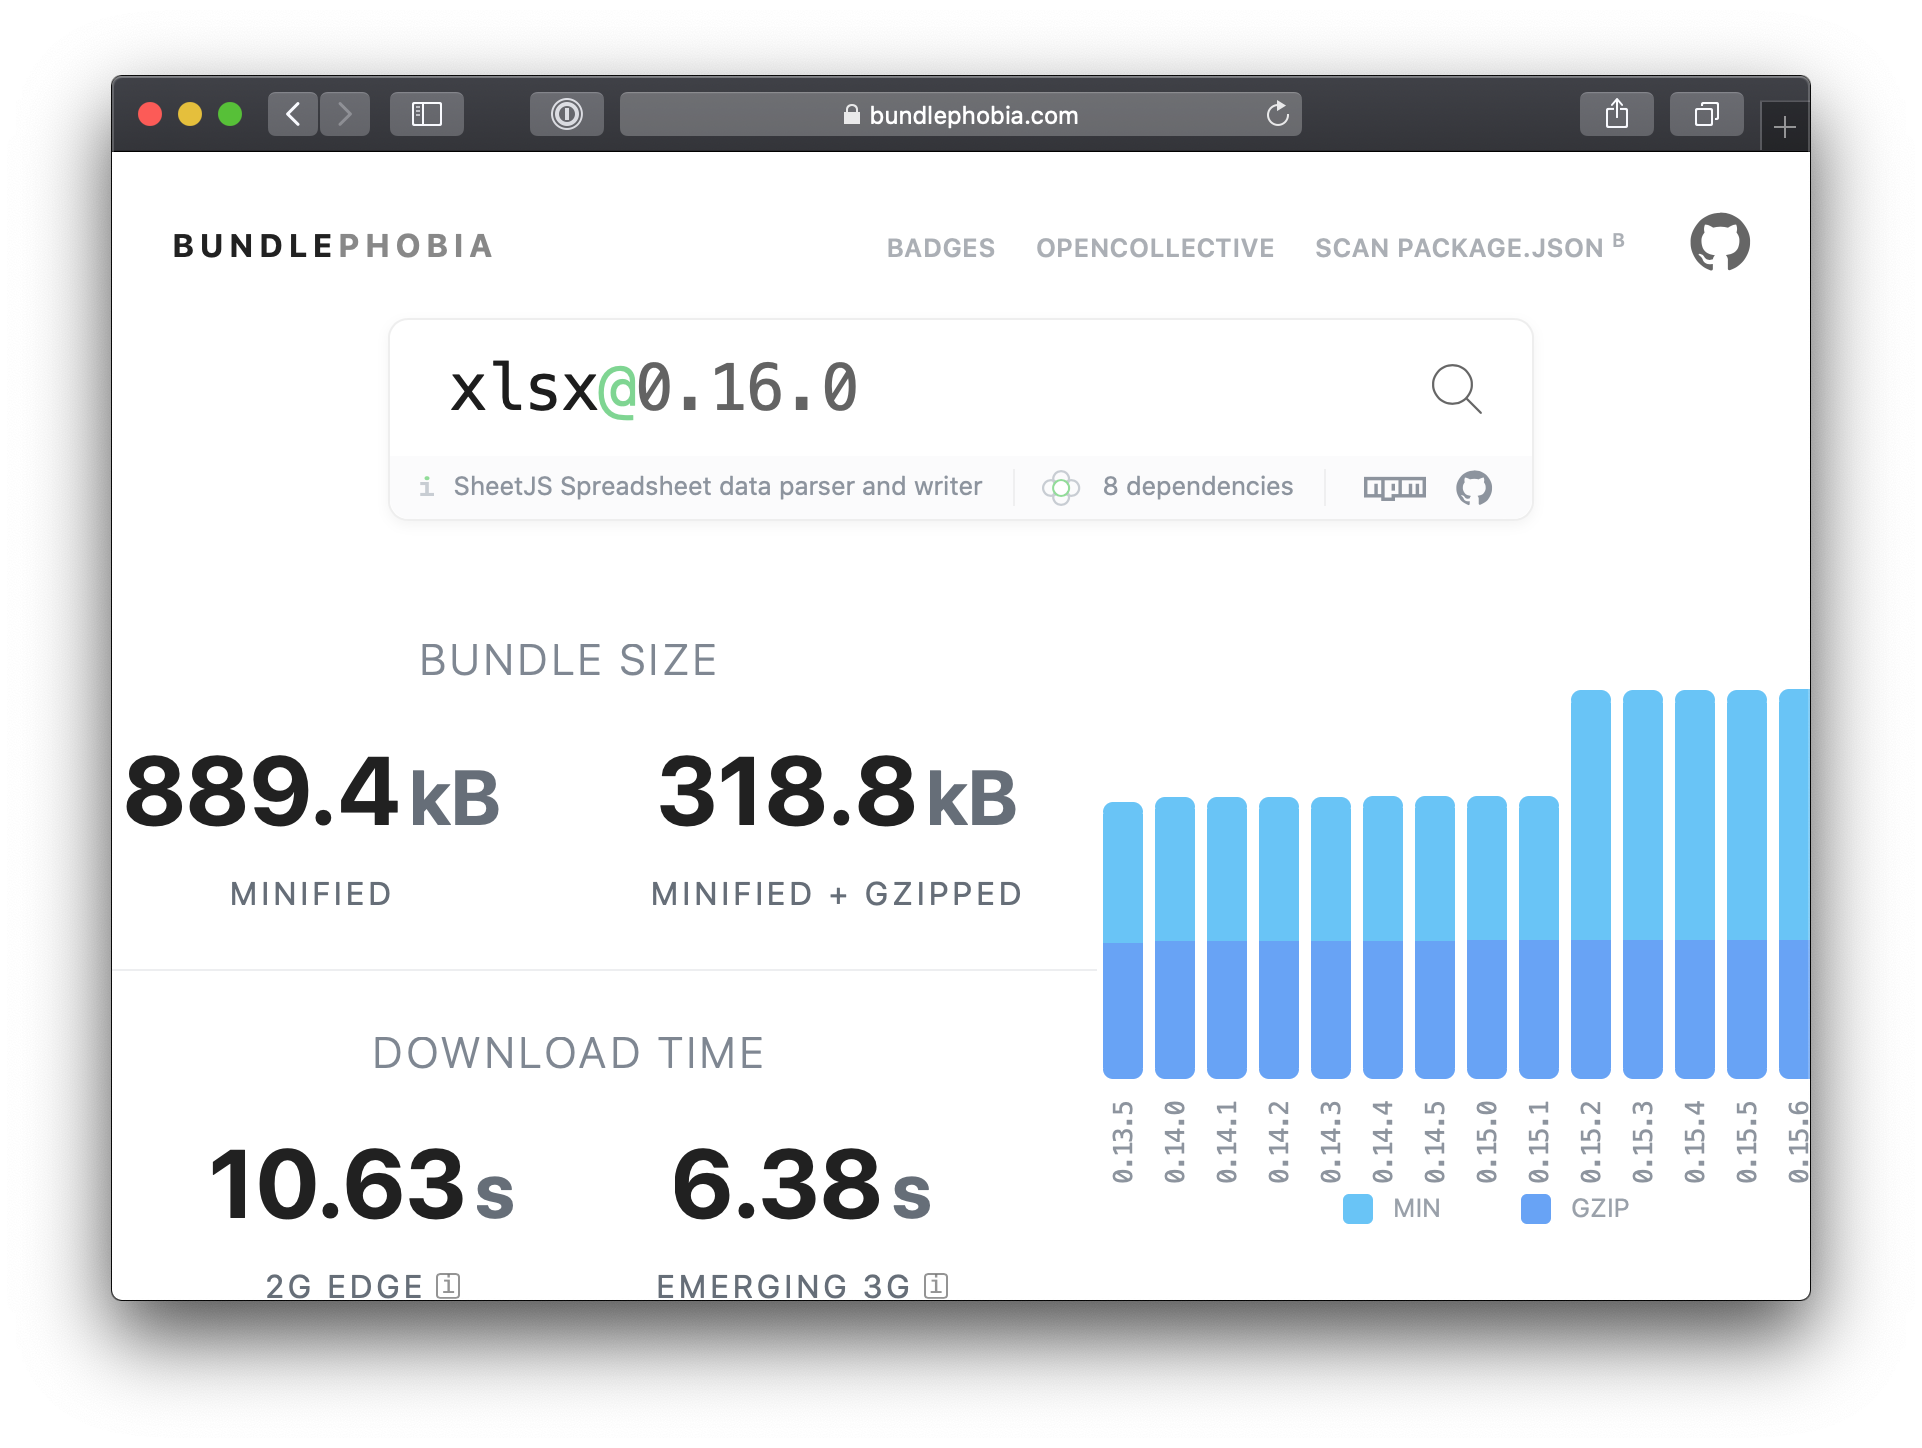 bundlephobia.com
BUNDLEPHOBIA
BADGES OPENCOLLECTIVE SCAN PACKAGE.JSON B
xlsx@0.16.0
i SheetJS Spreadsheet data parser and writer 8 dependencies npm
BUNDLE SIZE
889.4 kB 318.8 kB
MINIFIED MINIFIED + GZIPPED
DOWNLOAD TIME
10.63 s 6.38 s
2G EDGE i EMERGING 3G i
0.13.5 0.14.0 0.14.1 0.14.2 0.14.3 0.14.4 0.14.5 0.15.0 0.15.1 0.15.2 0.15.3 0.15.4 0.15.5 0.15.6
MIN GZIP